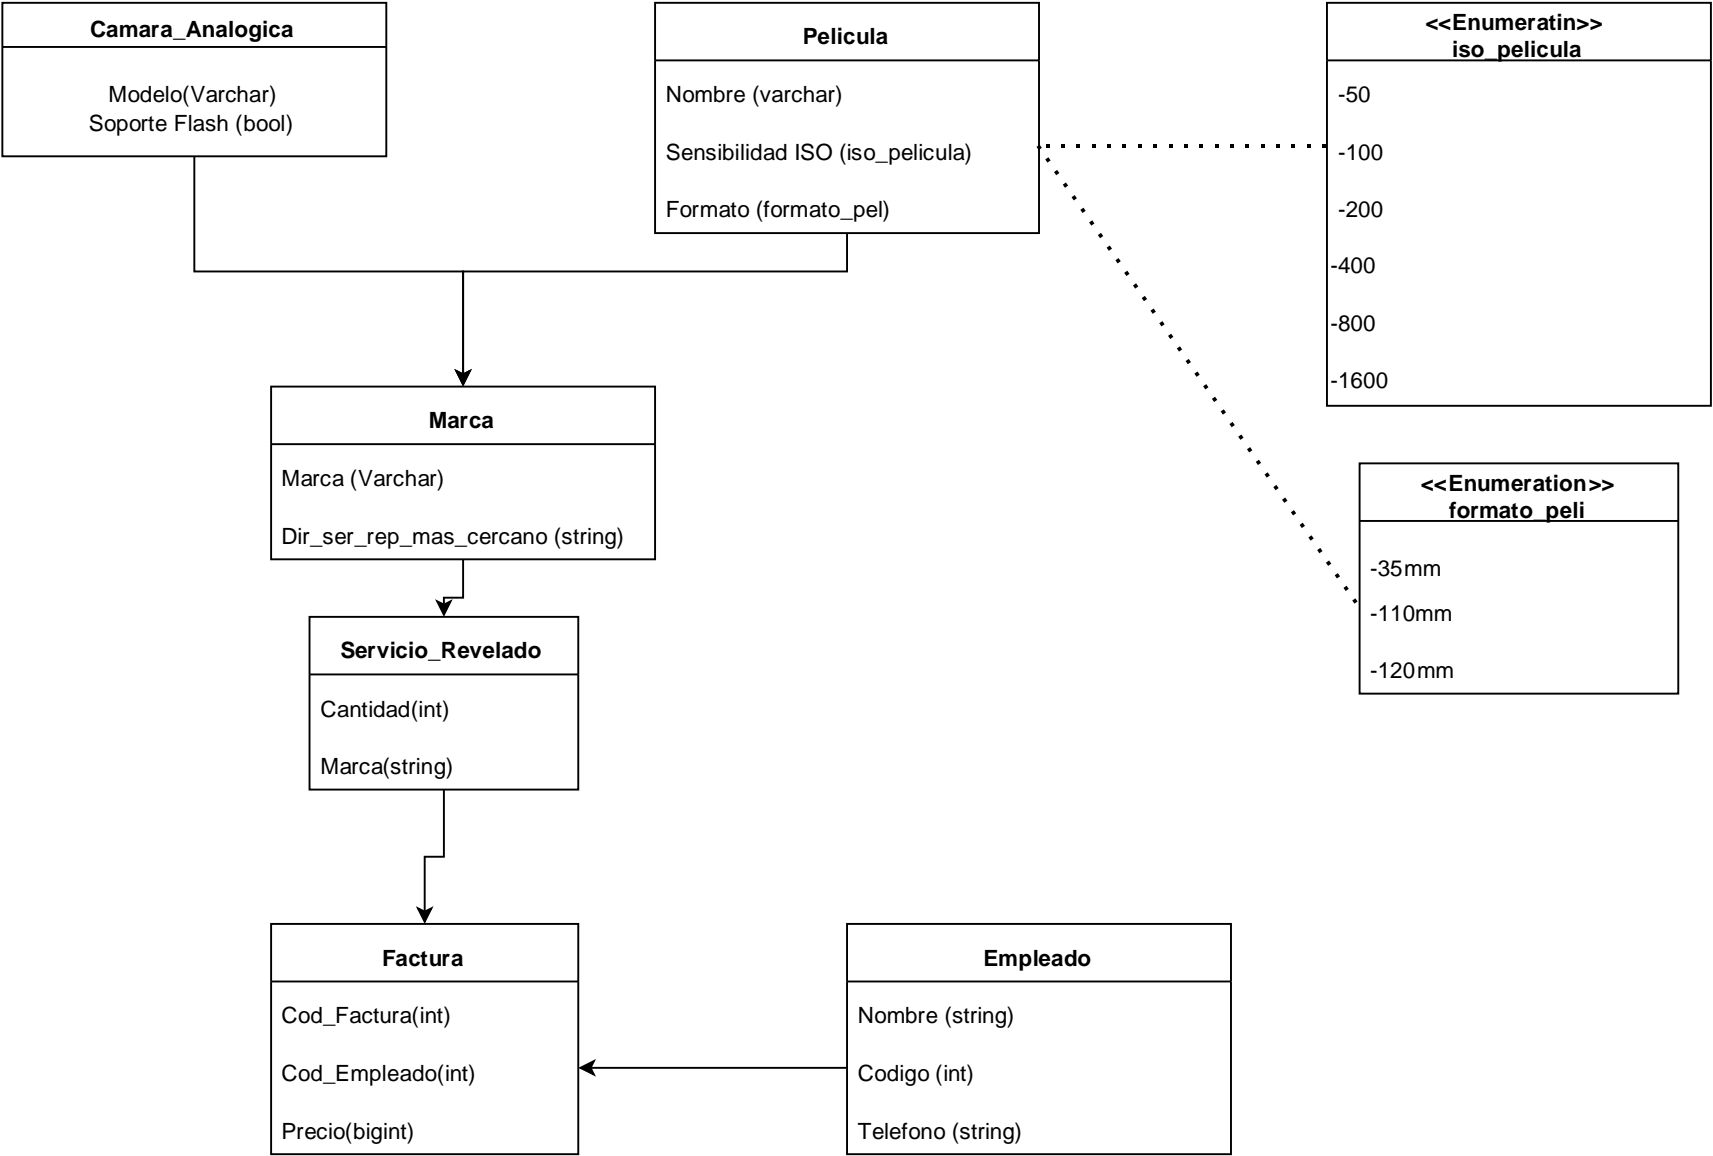 Camara_Analogica
Modelo(Varchar)
Soporte Flash (bool)
Pelicula
Nombre (varchar)
Sensibilidad ISO (iso_pelicula)
Formato (formato_pel)
<<Enumeratin>>
iso_pelicula
-50
-100
-200
-400
-800
-1600
<<Enumeration>>
formato_peli
-35mm
-110mm
-120mm
Marca
Marca (Varchar)
Dir_ser_rep_mas_cercano (string)
Servicio_Revelado
Cantidad(int)
Marca(string)
Factura
Cod_Factura(int)
Cod_Empleado(int)
Precio(bigint)
Empleado
Nombre (string)
Codigo (int)
Telefono (string)